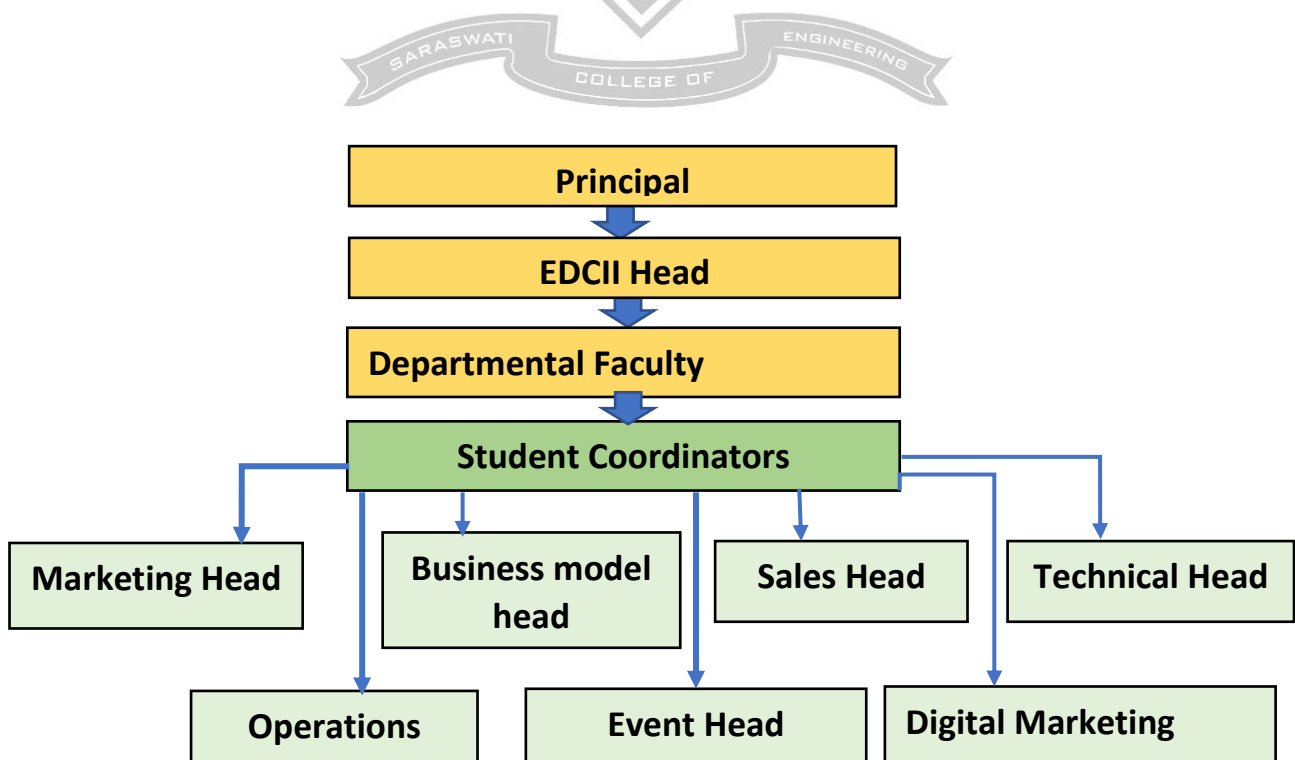 SARASWATI
COLLEGE OF
ENGINEERING
Principal
EDCII Head
Departmental Faculty
Student Coordinators
Marketing Head
Business model
head
Sales Head
Technical Head
Operations
Event Head
Digital Marketing